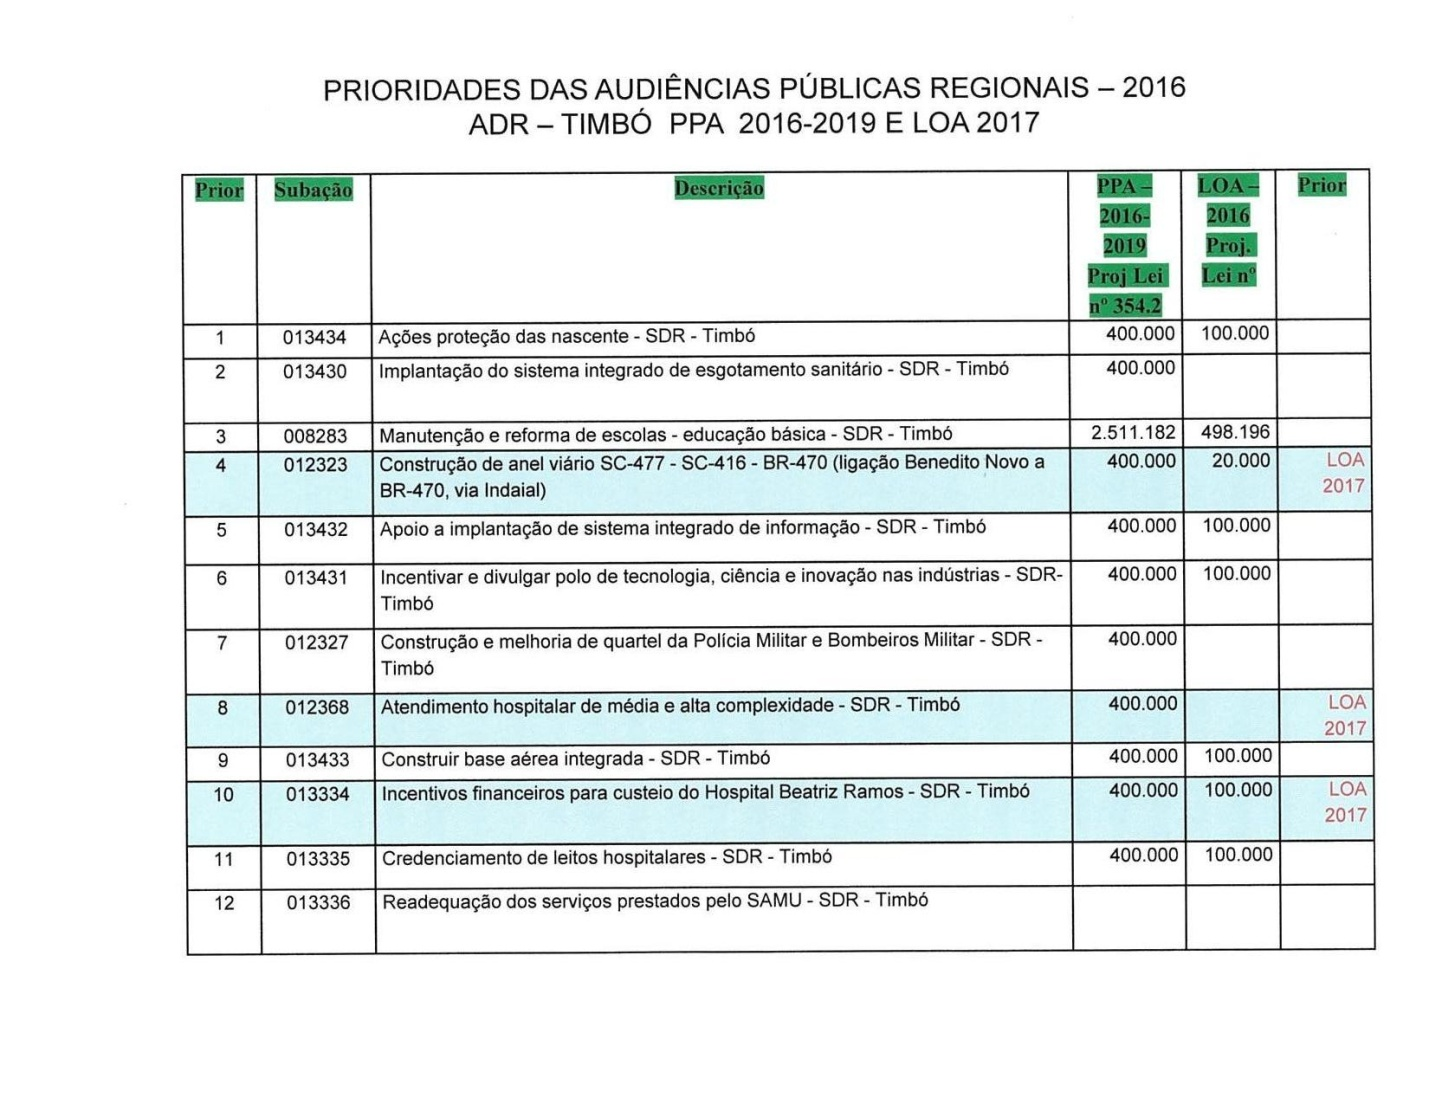 PRIORIDADES DAS AUDIÊNCIAS PÚBLICAS REGIONAIS – 2016
ADR – TIMBÓ PPA 2016-2019 E LOA 2017
Prior Subação Descrição PPA – LOA – Prior
2016- 2016
2019 Proj.
Proj Lei Lei nº
nº 354.2
1 013434 Ações proteção das nascente - SDR - Timbó 400.000 100.000
2 013430 Implantação do sistema integrado de esgotamento sanitário - SDR - Timbó 400.000
3 008283 Manutenção e reforma de escolas - educação básica - SDR - Timbó 2.511.182 498.196
4 012323 Construção de anel viário SC-477 - SC-416 - BR-470 (ligação Benedito Novo a 400.000 20.000 LOA
BR-470, via Indaial) 2017
5 013432 Apoio a implantação de sistema integrado de informação - SDR - Timbó 400.000 100.000
6 013431 Incentivar e divulgar polo de tecnologia, ciência e inovação nas indústrias - SDR- 400.000 100.000
Timbó
7 012327 Construção e melhoria de quartel da Polícia Militar e Bombeiros Militar - SDR - 400.000
Timbó
8 012368 Atendimento hospitalar de média e alta complexidade - SDR - Timbó 400.000 LOA
2017
9 013433 Construir base aérea integrada - SDR - Timbó 400.000 100.000
10 013334 Incentivos financeiros para custeio do Hospital Beatriz Ramos - SDR - Timbó 400.000 100.000 LOA
2017
11 013335 Credenciamento de leitos hospitalares - SDR - Timbó 400.000 100.000
12 013336 Readequação dos serviços prestados pelo SAMU - SDR - Timbó